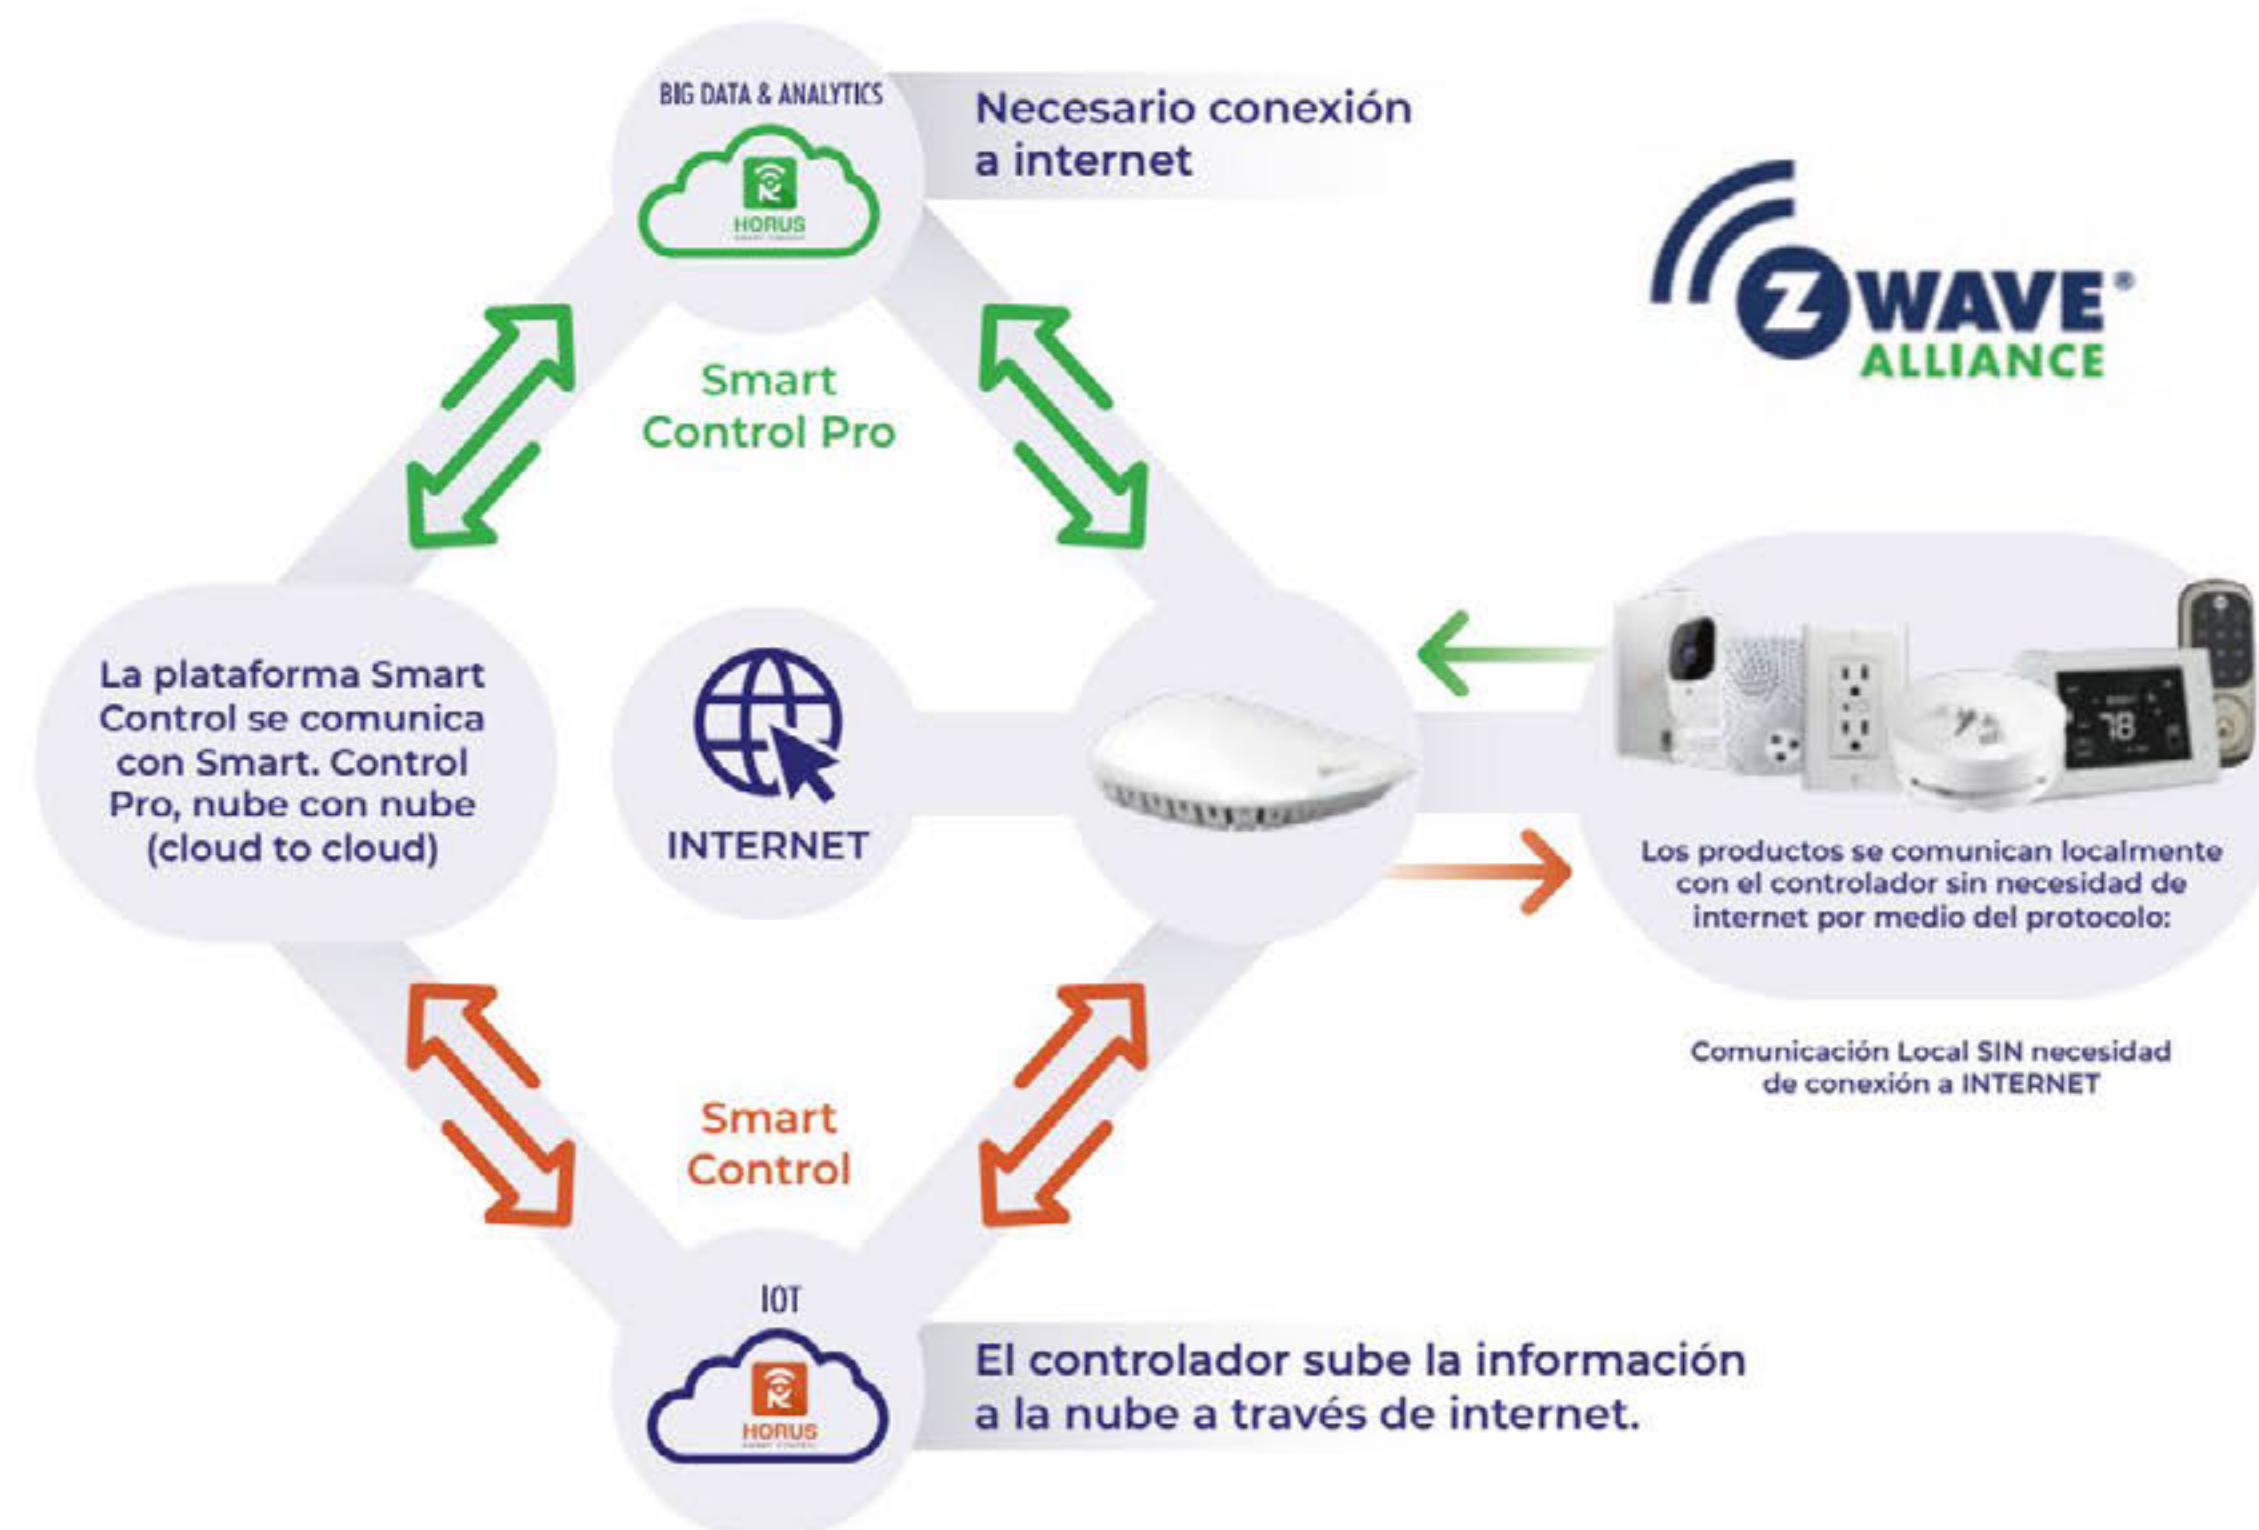 BIG DATA & ANALYTICS
HORUS
Necesario conexión
a internet
Z WAVE®
ALLIANCE
Smart
Control Pro
La plataforma Smart
Control se comunica
con Smart. Control
Pro, nube con nube
(cloud to cloud)
INTERNET
78
Los productos se comunican localmente
con el controlador sin necesidad de
internet por medio del protocolo:
Comunicación Local SIN necesidad
de conexión a INTERNET
Smart
Control
IOT
HORUS
El controlador sube la información
a la nube a través de internet.